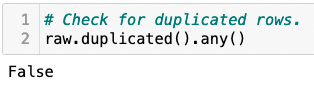 1 # Check for duplicated rows.
2 raw.duplicated().any()
False